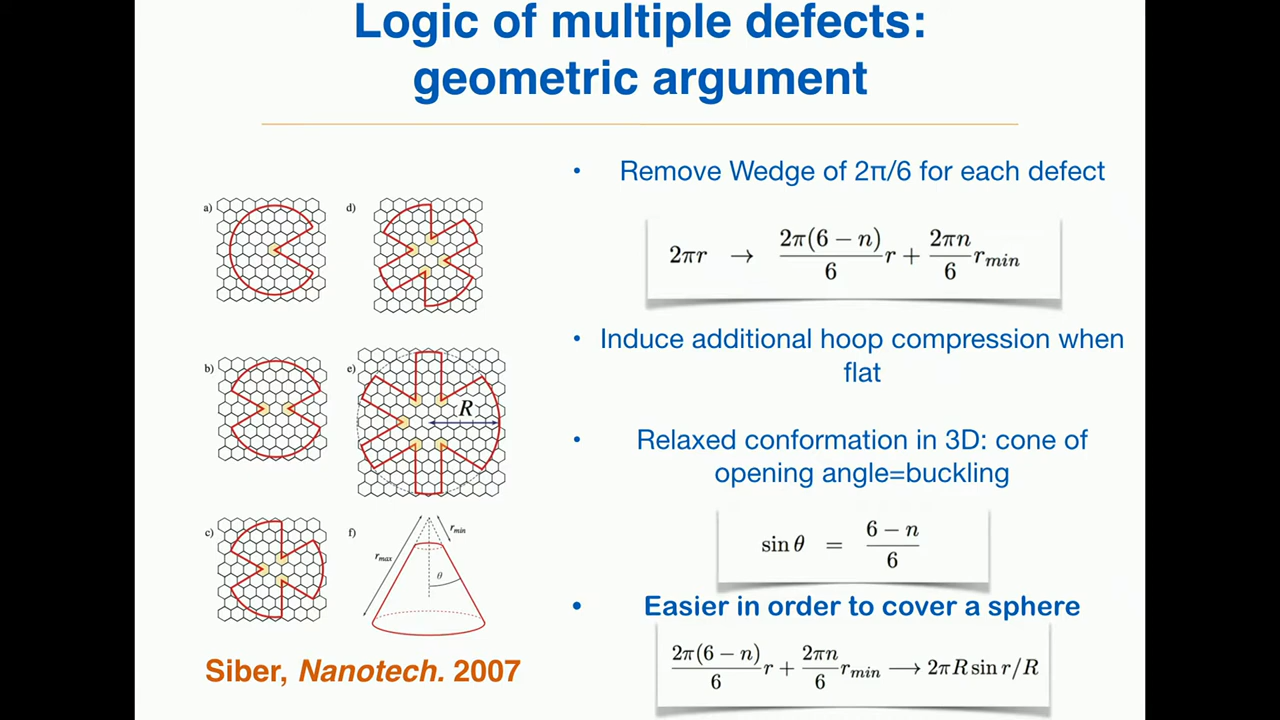 Logic of multiple defects:
geometric argument
• Remove Wedge of 2π/6 for each defect
2πr → 2π(6 − n)/6 r + 2πn/6 r_min
• Induce additional hoop compression when
flat
• Relaxed conformation in 3D: cone of
opening angle=buckling
sin θ = 6 − n/6
• Easier in order to cover a sphere
2π(6 − n)/6 r + 2πn/6 r_min ⟶ 2πR sin r/R
a)
d)
b)
e)
R
c)
f)
r_min
r_max
θ
Siber, Nanotech. 2007